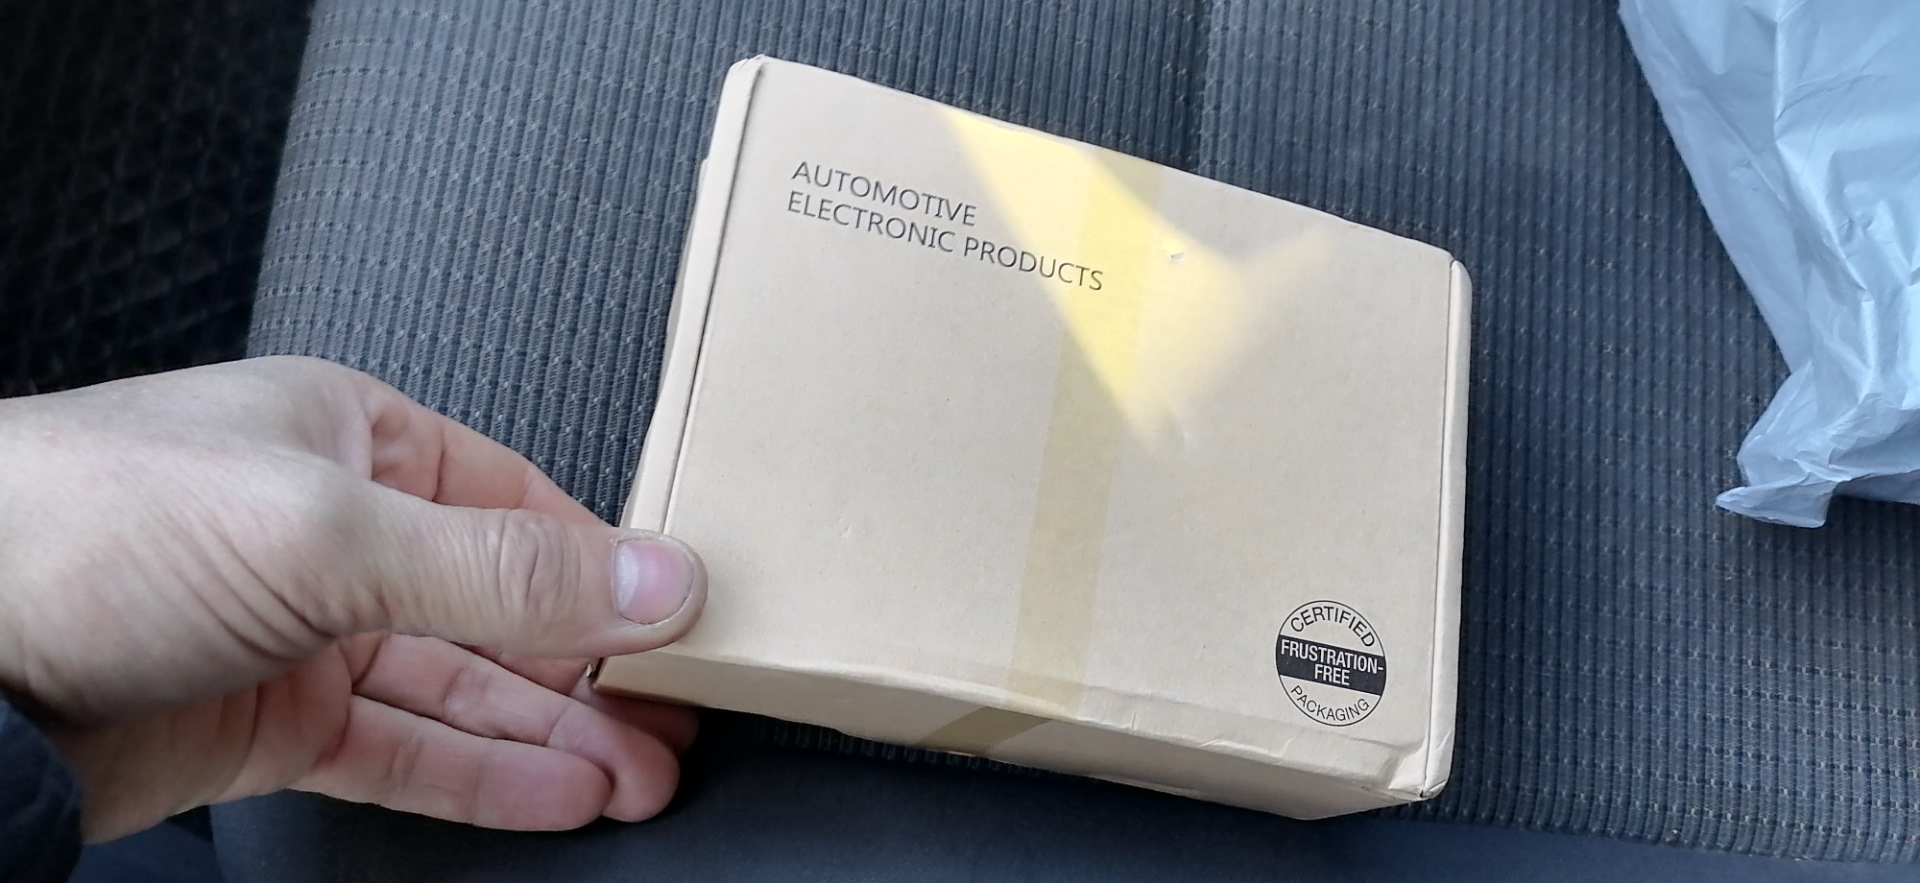 AUTOMOTIVE
ELECTRONIC PRODUCTS
CERTIFIED
FRUSTRATION-
FREE
PACKAGING